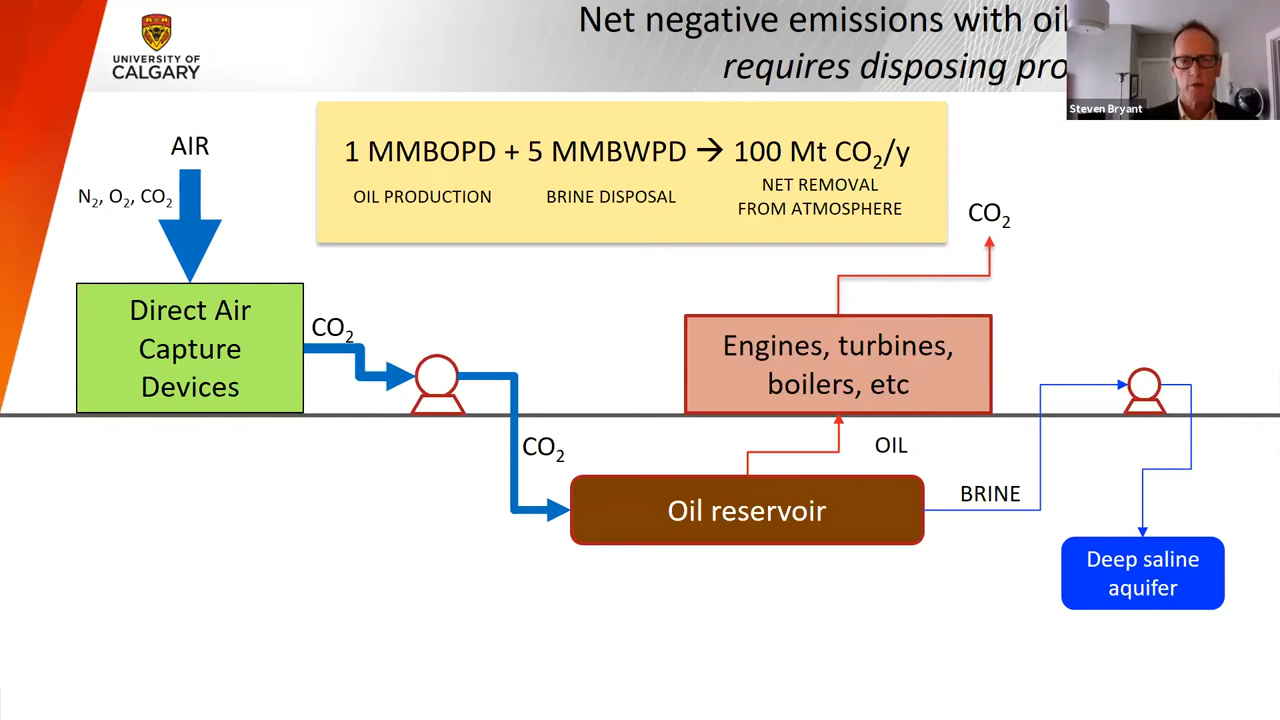 Net negative emissions with oil
requires disposing pro
UNIVERSITY OF
CALGARY
Steven Bryant
AIR
N2, O2, CO2
1 MMBOPD + 5 MMBWPD → 100 Mt CO2/y
OIL PRODUCTION
BRINE DISPOSAL
NET REMOVAL
FROM ATMOSPHERE
CO2
Direct Air
Capture
Devices
CO2
Engines, turbines,
boilers, etc
CO2
OIL
Oil reservoir
BRINE
Deep saline
aquifer